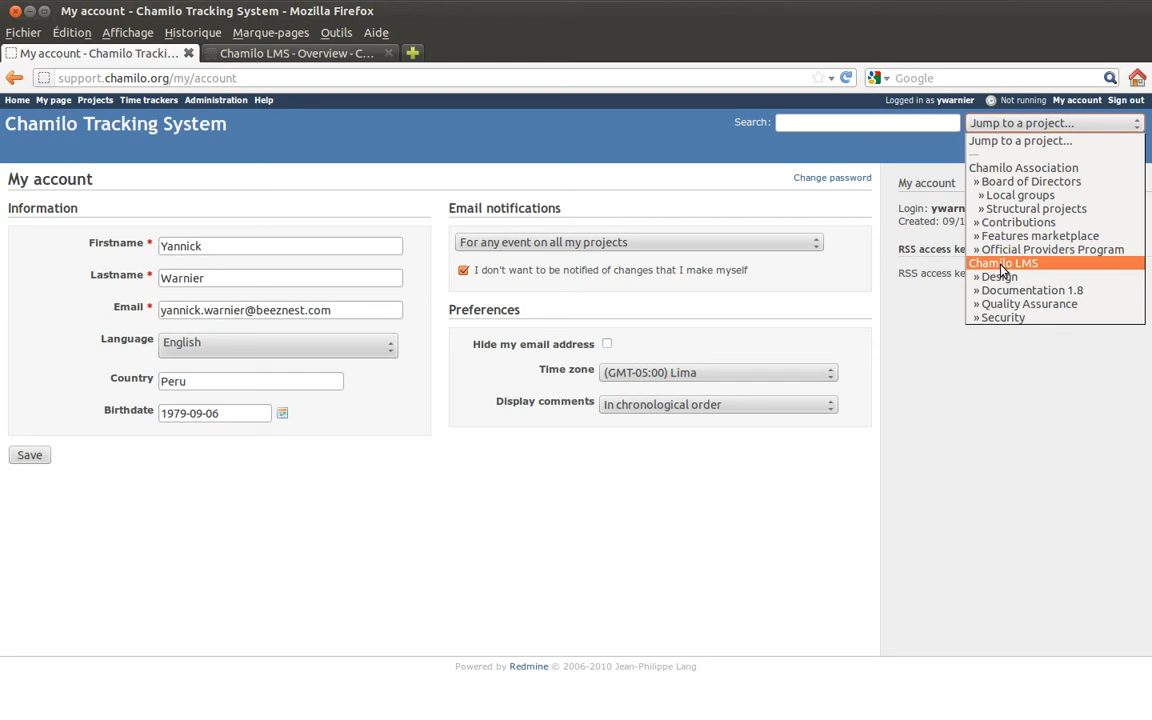 My account - Chamilo Tracking System - Mozilla Firefox
Fichier Édition Affichage Historique Marque-pages Outils Aide
My account - Chamilo Tracki... Chamilo LMS - Overview - C...
support.chamilo.org/my/account Google
Home My page Projects Time trackers Administration Help Logged in as ywarnier Not running My account Sign out
Chamilo Tracking System Search: Jump to a project...
Jump to a project...
Chamilo Association
» Board of Directors
» Local groups
» Structural projects
» Contributions
» Features marketplace
» Official Providers Program
Chamilo LMS
» Design
» Documentation 1.8
» Quality Assurance
» Security
My account Change password
Information
Firstname * Yannick
Lastname * Warnier
Email * yannick.warnier@beeznest.com
Language English
Country Peru
Birthdate 1979-09-06
Save
Email notifications
For any event on all my projects
I don't want to be notified of changes that I make myself
Preferences
Hide my email address
Time zone (GMT-05:00) Lima
Display comments In chronological order
My account
Login: ywarn
Created: 09/1
RSS access ke
RSS access ke
Powered by Redmine © 2006-2010 Jean-Philippe Lang